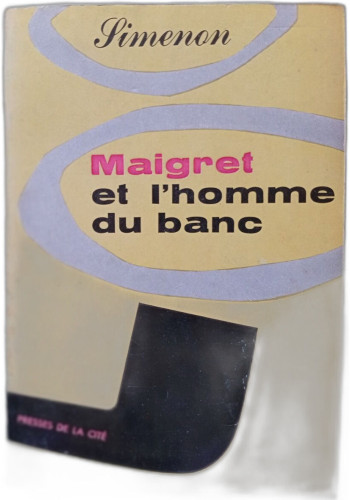 Simenon
Maigret
et l'homme
du banc
PRESSES DE LA CITÉ